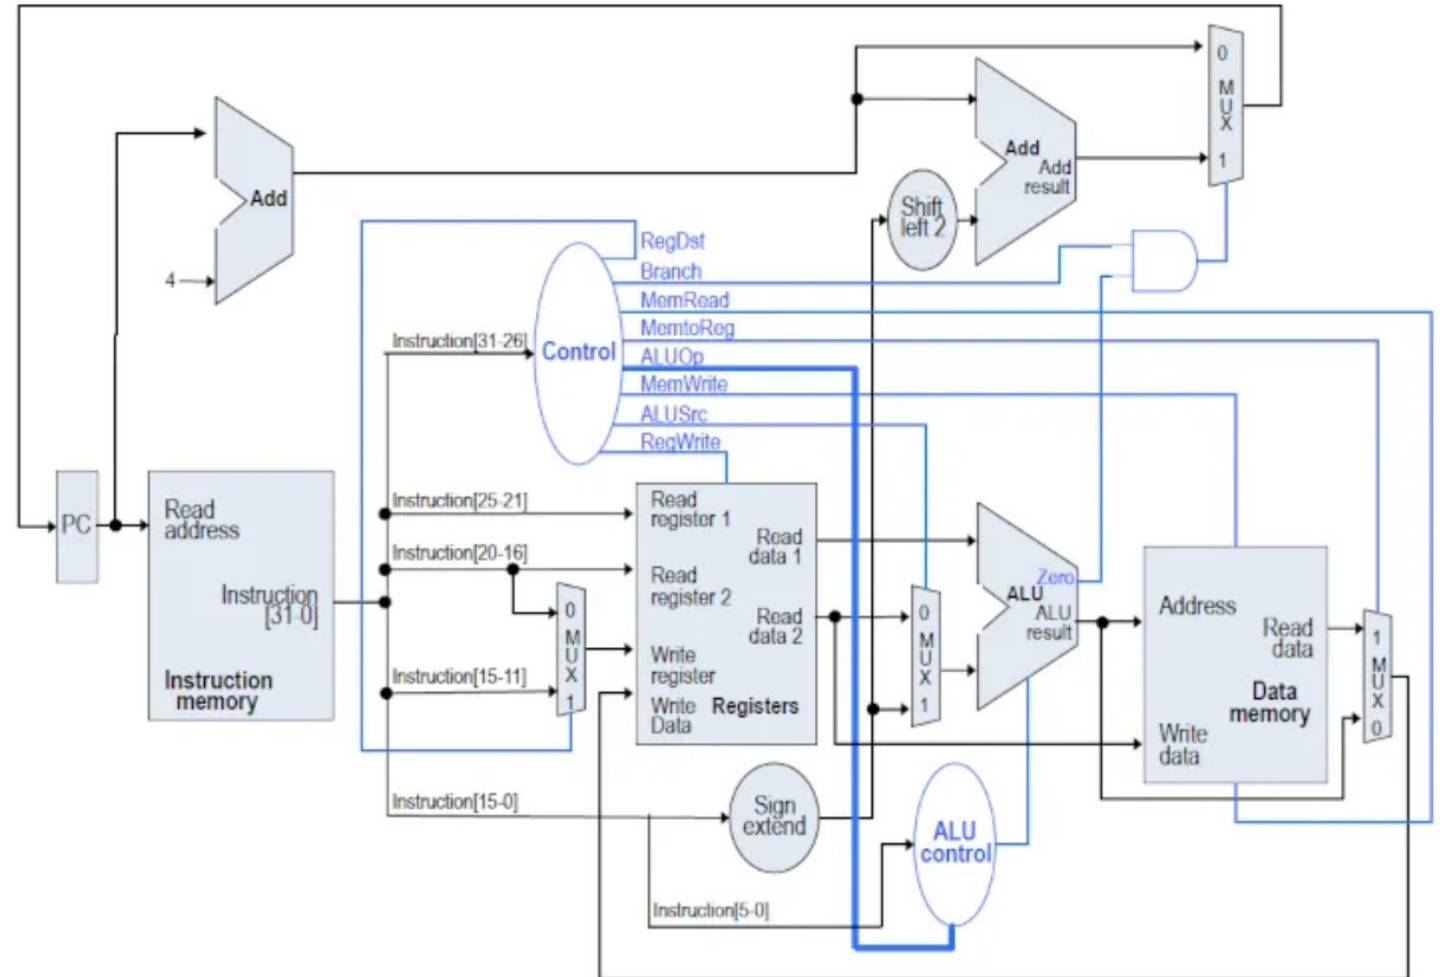 0
M
U
X
1
Add
Add
result
Shift
left 2
Add
4
RegDst
Branch
MemRead
MemtoReg
ALUOp
MemWrite
ALUSrc
RegWrite
Control
Instruction[31-26]
PC
Read
address
Instruction
[31-0]
Instruction
memory
Instruction[25-21]
Instruction[20-16]
Instruction[15-11]
Instruction[15-0]
Instruction[5-0]
0
M
U
X
1
Read
register 1
Read
register 2
Write
register
Write
Data
Read
data 1
Read
data 2
Registers
Sign
extend
0
M
U
X
1
Zero
ALU
ALU
result
ALU
control
Address
Read
data
Data
memory
Write
data
1
M
U
X
0